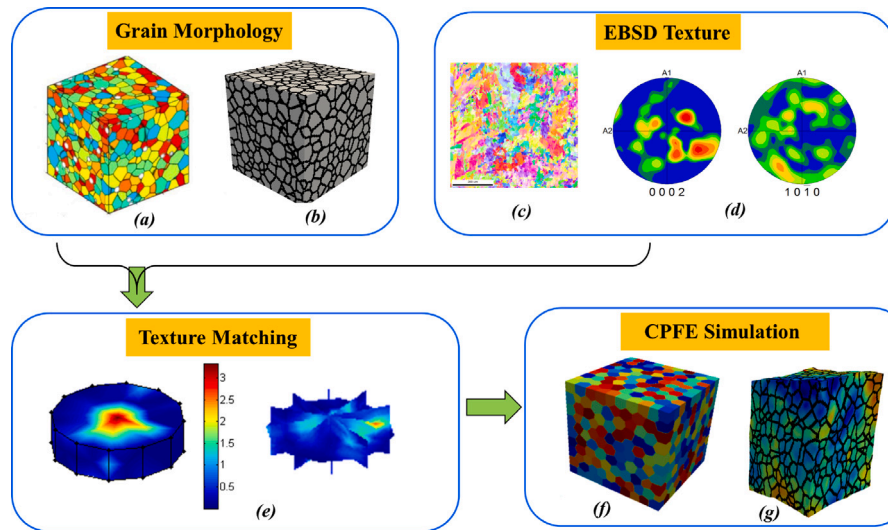 Grain Morphology
(a)
(b)
EBSD Texture
A1
A2
0 0 0 2
A1
A2
1 0 1 0
(c)
(d)
Texture Matching
3
2.5
2
1.5
1
0.5
(e)
CPFE Simulation
(f)
(g)